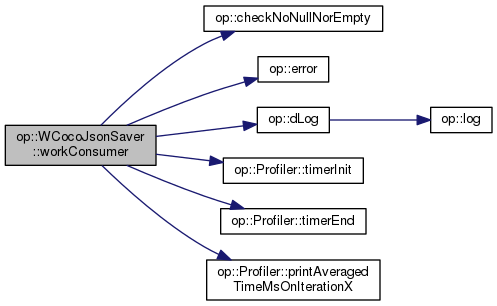 op::checkNoNullNorEmpty
op::error
op::WCocoJsonSaver
::workConsumer
op::dLog
op::log
op::Profiler::timerInit
op::Profiler::timerEnd
op::Profiler::printAveraged
TimeMsOnIterationX